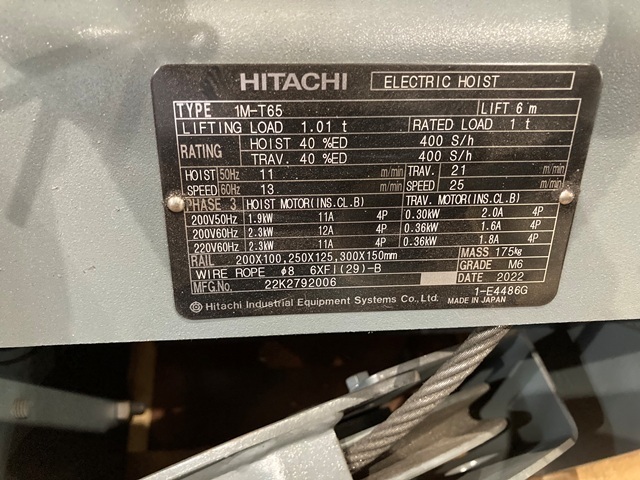 HITACHI ELECTRIC HOIST
TYPE 1M-T65 LIFT 6 m
LIFTING LOAD 1.01 t RATED LOAD 1 t
RATING HOIST 40 %ED 400 S/h
TRAV. 40 %ED 400 S/h
HOIST SPEED 50Hz 11 m/min TRAV. SPEED 21 m/min
60Hz 13 m/min 25 m/min
PHASE 3 HOIST MOTOR(INS.CL.B) TRAV. MOTOR(INS.CL.B)
200V50Hz 1.9kW 11A 4P 0.30kW 2.0A 4P
200V60Hz 2.3kW 12A 4P 0.36kW 1.6A 4P
220V60Hz 2.3kW 11A 4P 0.36kW 1.8A 4P
RAIL 200X100,250X125,300X150mm MASS 175kg
WIRE ROPE φ8 6XFI(29)-B GRADE M6
MFG.No. 22K2792006 DATE 2022
Hitachi Industrial Equipment Systems Co., Ltd. MADE IN JAPAN 1-E4486G